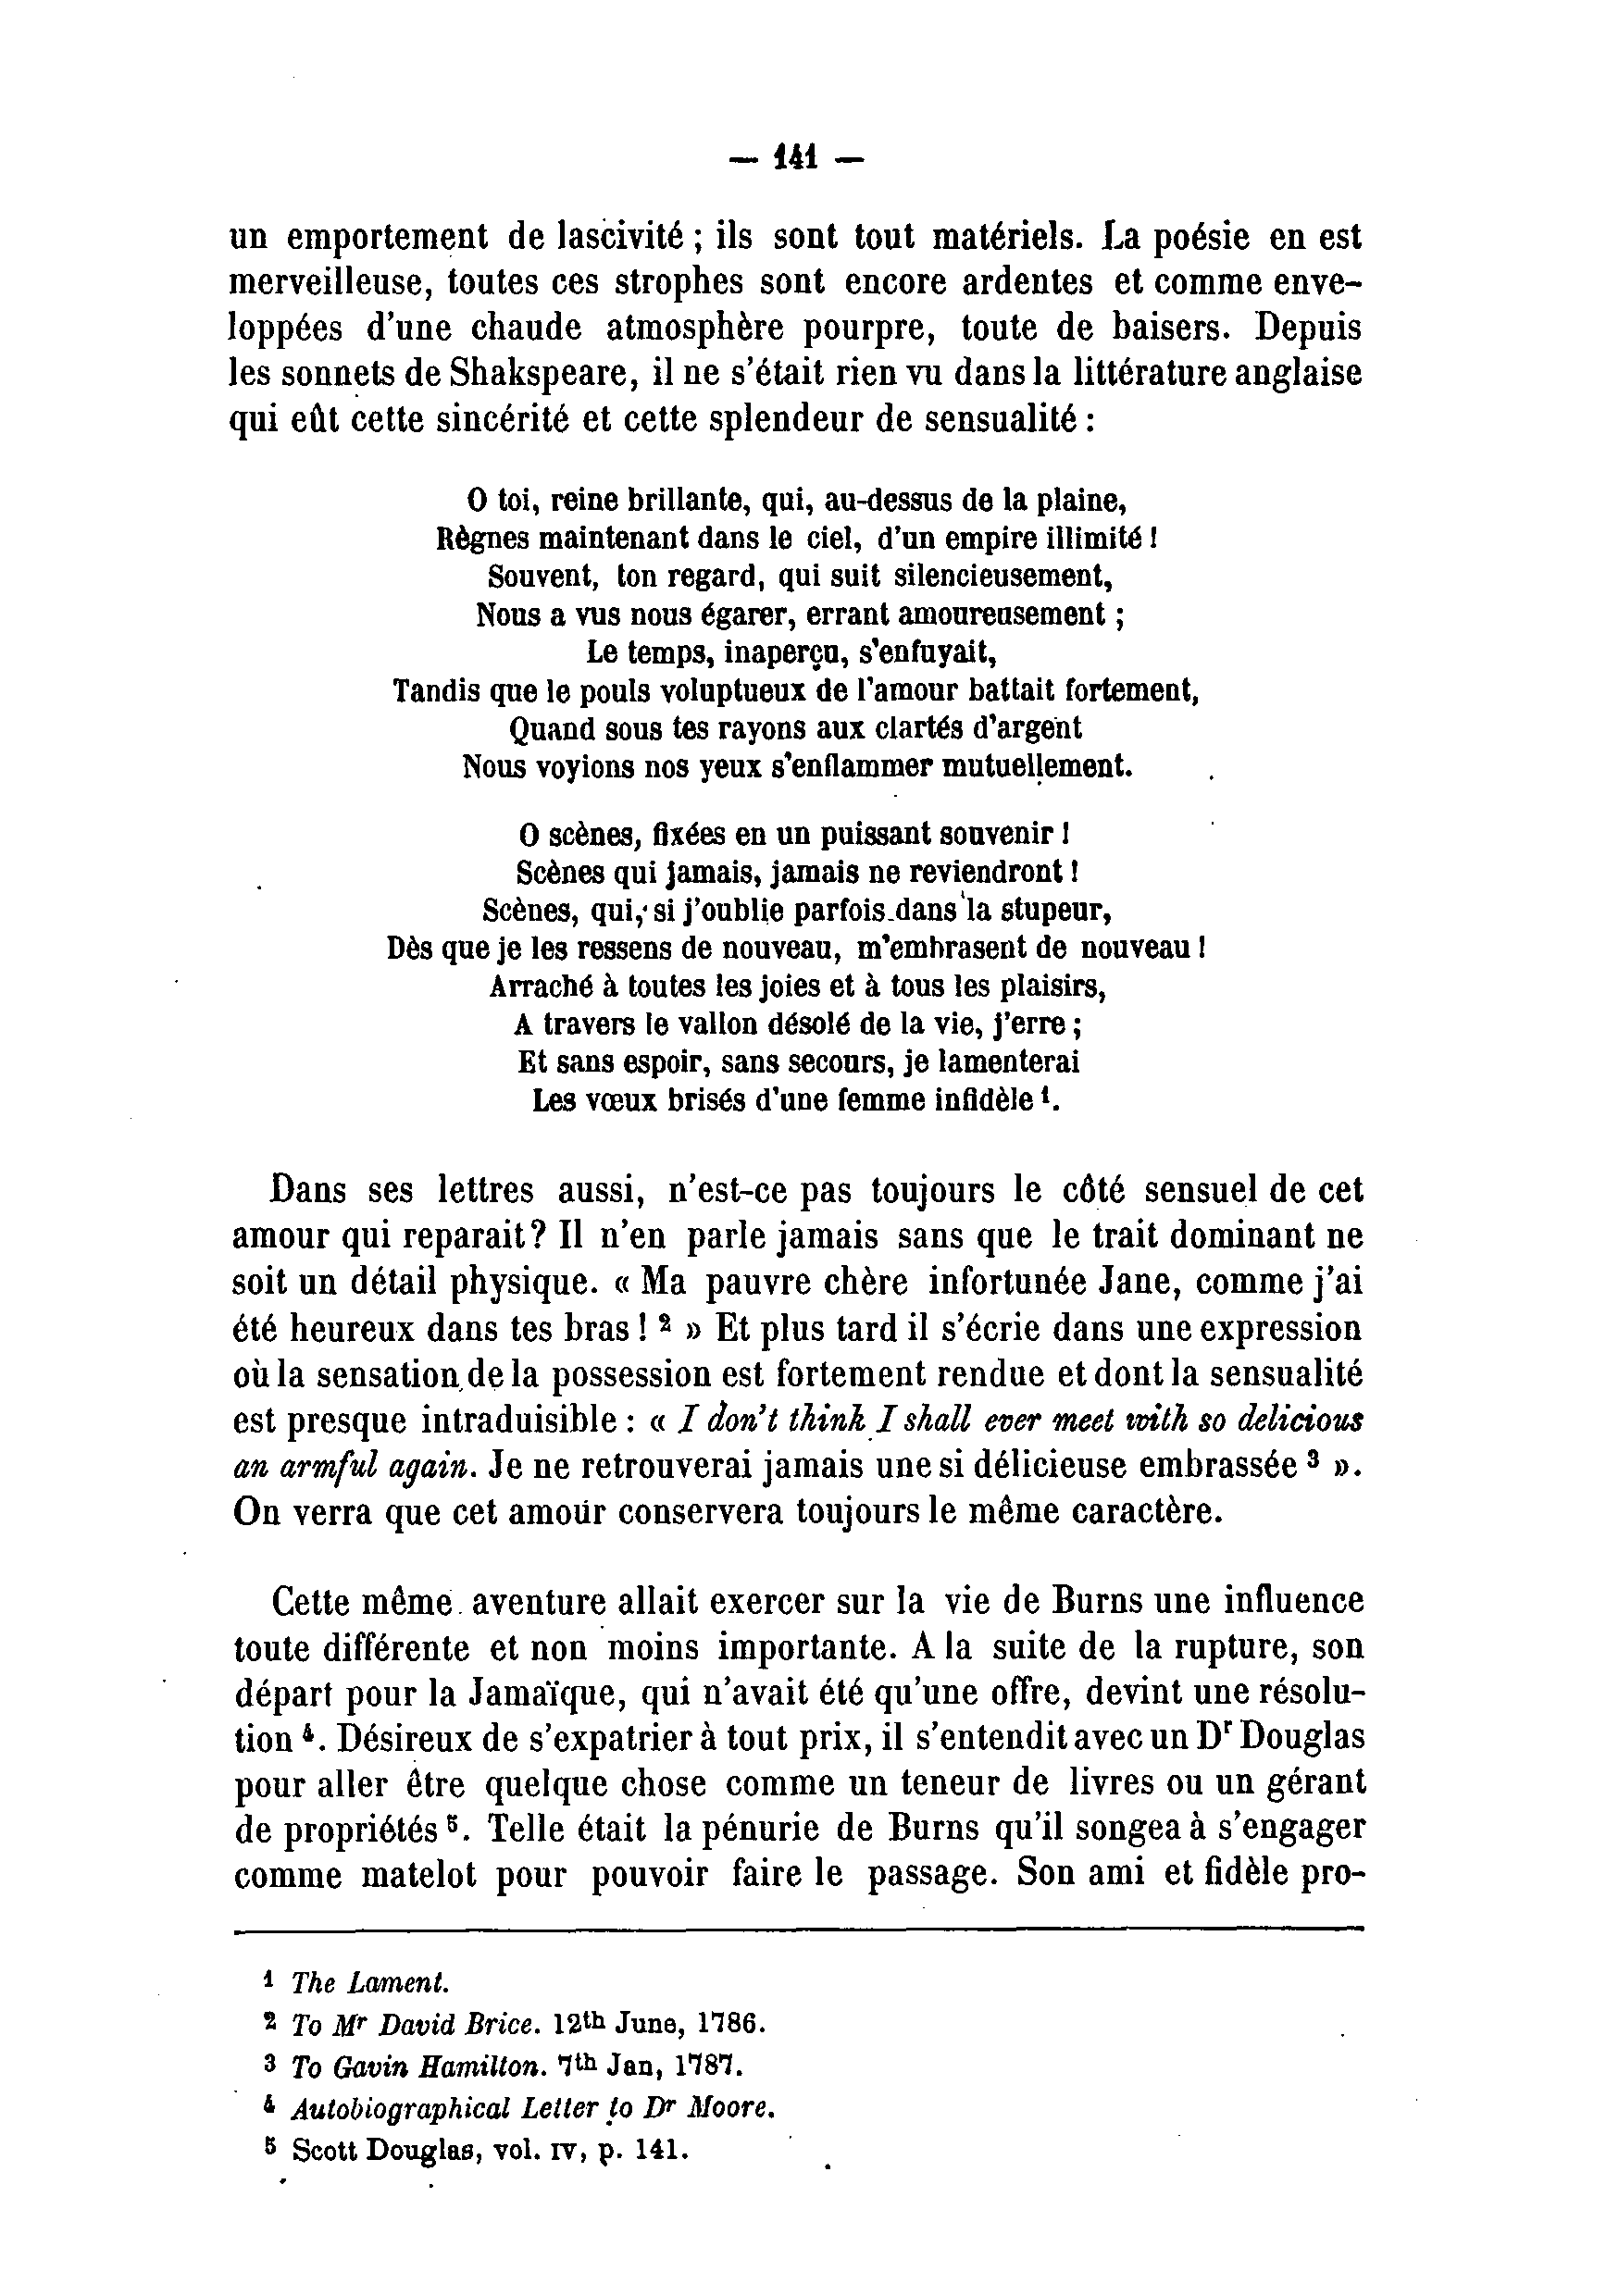 — 141 —
un emportement de lascivité ; ils sont tout matériels. La poésie en est
merveilleuse, toutes ces strophes sont encore ardentes et comme enve-
loppées d'une chaude atmosphère pourpre, toute de baisers. Depuis
les sonnets de Shakspeare, il ne s'était rien vu dans la littérature anglaise
qui eût cette sincérité et cette splendeur de sensualité :
O toi, reine brillante, qui, au-dessus de la plaine,
Règnes maintenant dans le ciel, d'un empire illimité !
Souvent, ton regard, qui suit silencieusement,
Nous a vus nous égarer, errant amoureusement ;
Le temps, inaperçu, s'enfuyait,
Tandis que le pouls voluptueux de l'amour battait fortement,
Quand sous tes rayons aux clartés d'argent
Nous voyions nos yeux s'enflammer mutuellement.
O scènes, fixées en un puissant souvenir !
Scènes qui jamais, jamais ne reviendront !
Scènes, qui, si j'oublie parfois dans la stupeur,
Dès que je les ressens de nouveau, m'embrasent de nouveau !
Arraché à toutes les joies et à tous les plaisirs,
A travers le vallon désolé de la vie, j'erre ;
Et sans espoir, sans secours, je lamenterai
Les vœux brisés d'une femme infidèle ¹.
Dans ses lettres aussi, n'est-ce pas toujours le côté sensuel de cet
amour qui reparait? Il n'en parle jamais sans que le trait dominant ne
soit un détail physique. « Ma pauvre chère infortunée Jane, comme j'ai
été heureux dans tes bras ! ² » Et plus tard il s'écrie dans une expression
où la sensation de la possession est fortement rendue et dont la sensualité
est presque intraduisible : « I don't think I shall ever meet with so delicious
an armful again. Je ne retrouverai jamais une si délicieuse embrassée ³ ».
On verra que cet amour conservera toujours le même caractère.
Cette même aventure allait exercer sur la vie de Burns une influence
toute différente et non moins importante. A la suite de la rupture, son
départ pour la Jamaïque, qui n'avait été qu'une offre, devint une résolu-
tion ⁴. Désireux de s'expatrier à tout prix, il s'entendit avec un Dʳ Douglas
pour aller être quelque chose comme un teneur de livres ou un gérant
de propriétés ⁵. Telle était la pénurie de Burns qu'il songea à s'engager
comme matelot pour pouvoir faire le passage. Son ami et fidèle pro-
¹ The Lament.
² To Mʳ David Brice. 12th June, 1786.
³ To Gavin Hamilton. 7th Jan, 1787.
⁴ Autobiographical Letter to Dʳ Moore.
⁵ Scott Douglas, vol. IV, p. 141.